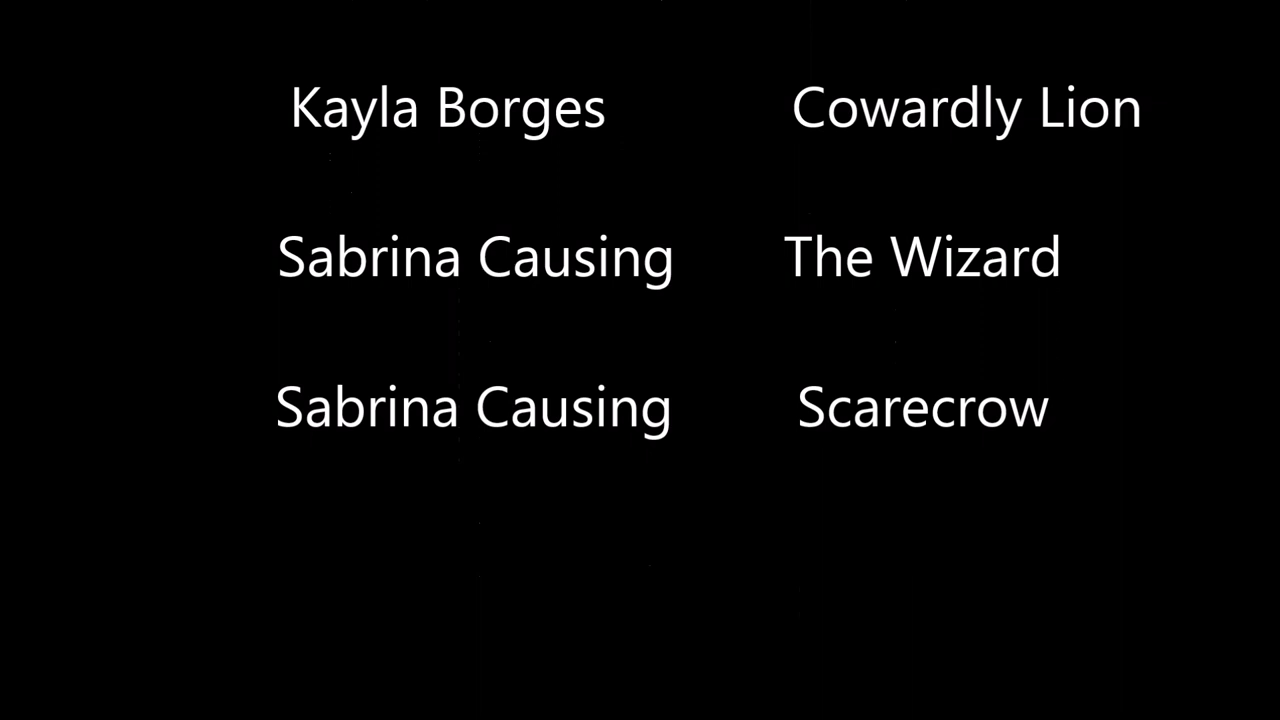 Kayla Borges Cowardly Lion
Sabrina Causing The Wizard
Sabrina Causing Scarecrow